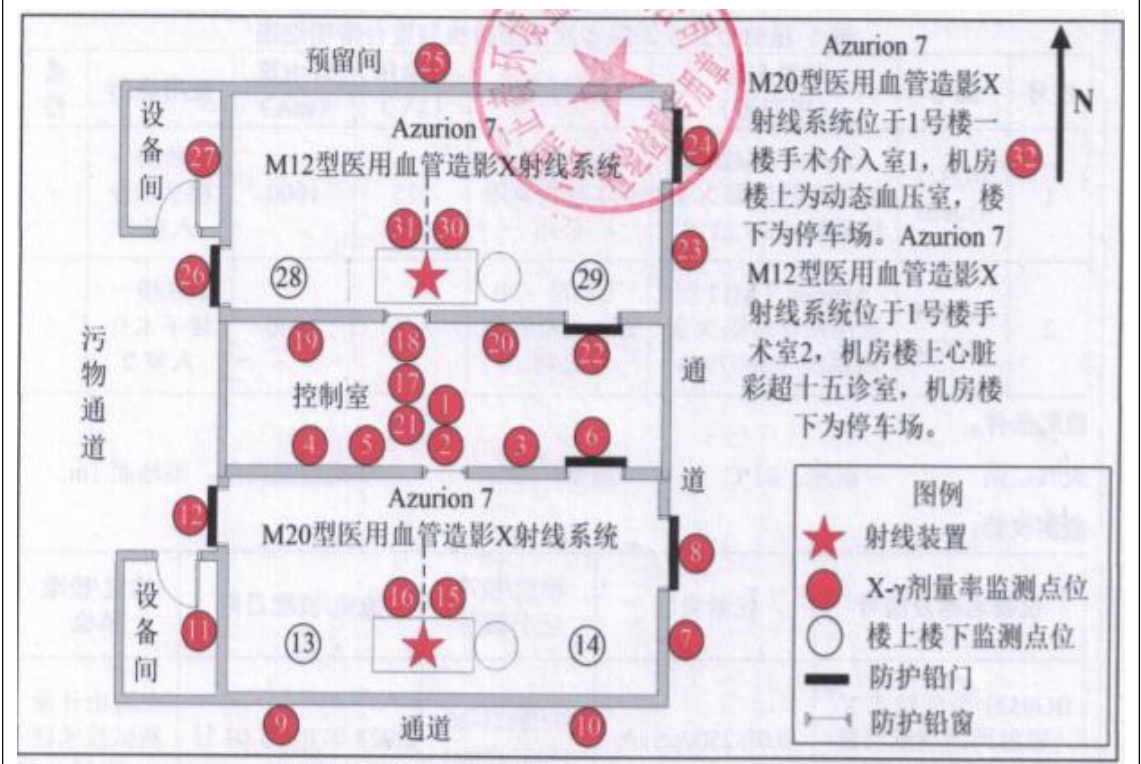 预留间
25
设备间
27
Azurion 7
M12型医用血管造影X射线系统
24
31
30
26
28
29
23
19
18
20
22
17
控制室
1
21
4
5
2
3
6
污物通道
通道
Azurion 7
M20型医用血管造影X射线系统
12
8
16
15
设备间
11
13
14
7
9
通道
10
Azurion 7
M20型医用血管造影X
射线系统位于1号楼一
楼手术介入室1，机房
楼上为动态血压室，楼
下为停车场。Azurion 7
M12型医用血管造影X
射线系统位于1号楼手
术室2，机房楼上心脏
彩超十五诊室，机房楼
下为停车场。
N
32
图例
射线装置
X-γ剂量率监测点位
楼上楼下监测点位
防护铅门
防护铅窗